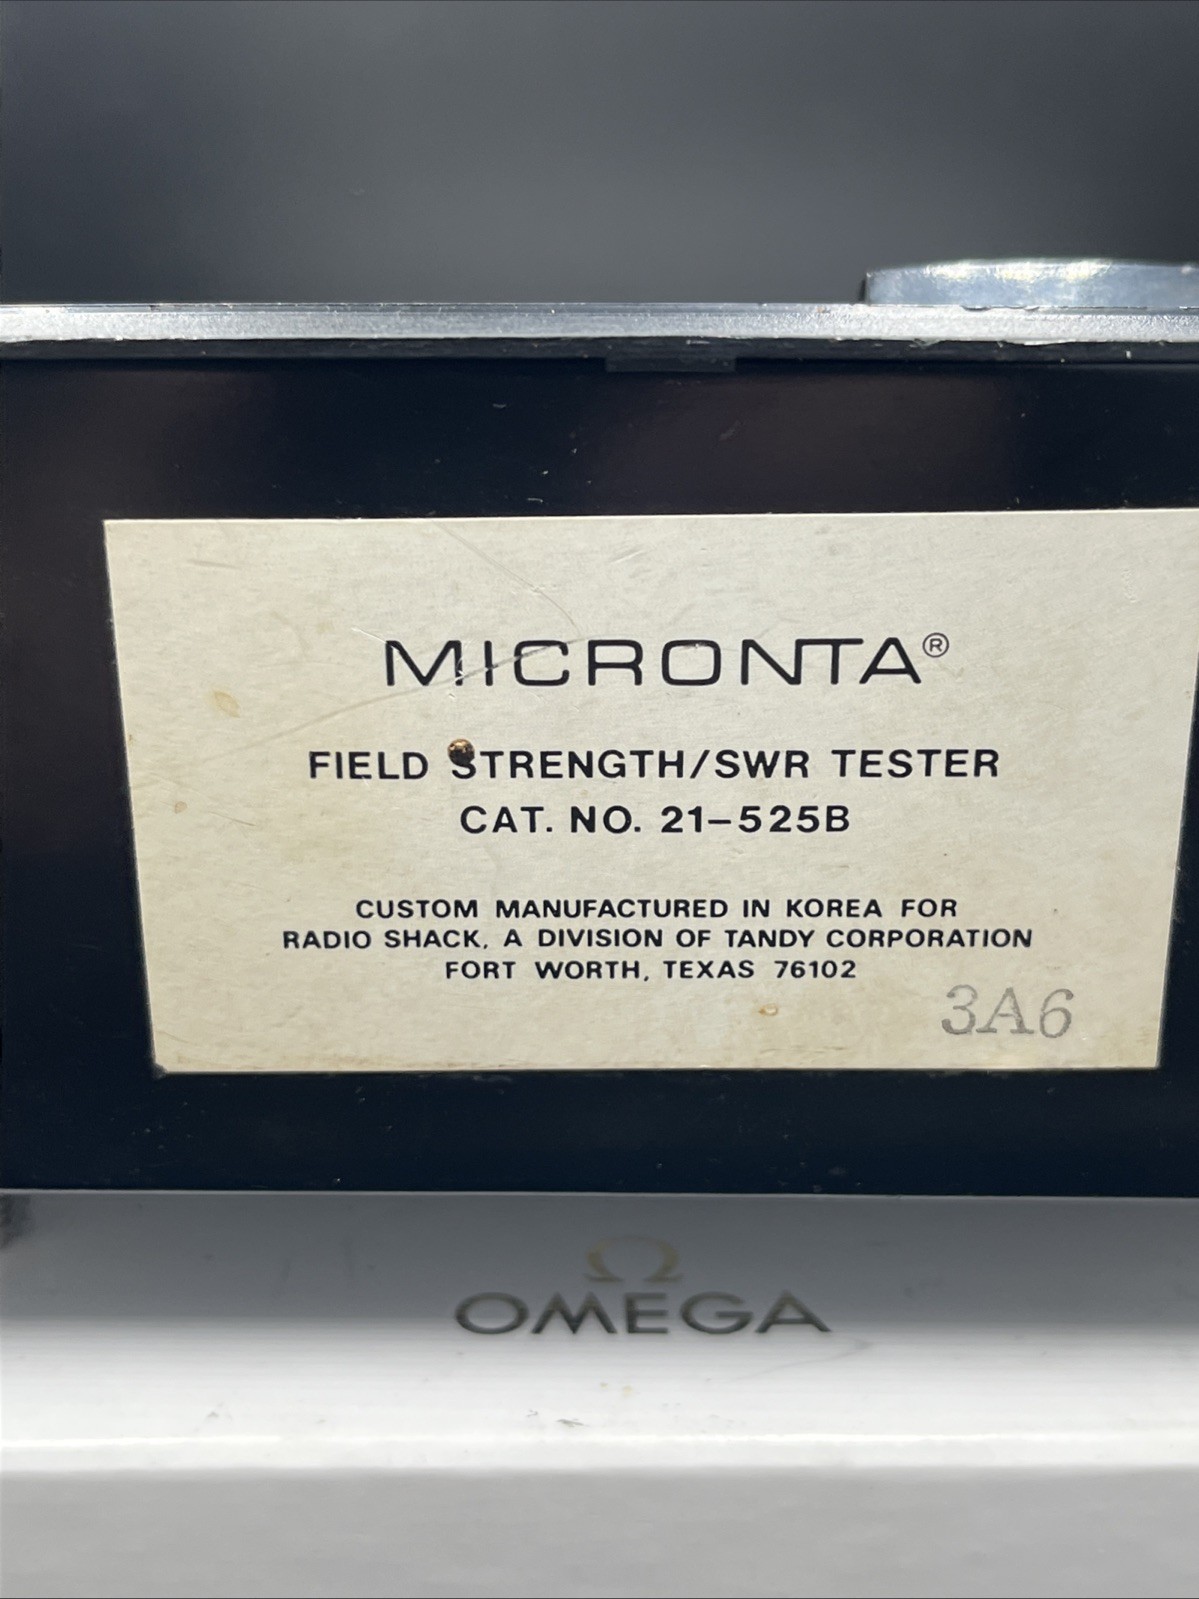 MICRONTA®
FIELD STRENGTH/SWR TESTER
CAT. NO. 21-525B
CUSTOM MANUFACTURED IN KOREA FOR
RADIO SHACK, A DIVISION OF TANDY CORPORATION
FORT WORTH, TEXAS 76102
3A6
Ω
OMEGA